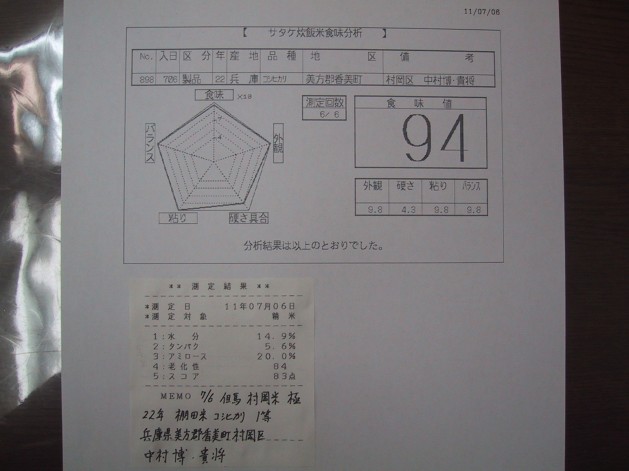 11/07/06
【 サタケ炊飯米食味分析 】
No. 入日 区分 年 産地 品種 地区 備考
898 706 製品 22 兵庫 コシヒカリ 美方郡香美町 村岡区 中村博・貴将
食味 ×10
外観
硬さ具合
粘り
バランス
測定回数
6/ 6
食味値
94
外観 硬さ 粘り バランス
9.8 4.3 9.8 9.8
分析結果は以上のとおりでした。
** 測定結果 **
*測定日 11年07月06日
*測定対象 精米
1:水分 14.9%
2:タンパク 5.6%
3:アミロース 20.0%
4:老化性 84
5:スコア 83点
MEMO 7/6 但馬 村岡米 極
22年 棚田米 コシヒカリ 1等
兵庫県美方郡香美町村岡区
中村 博・貴将